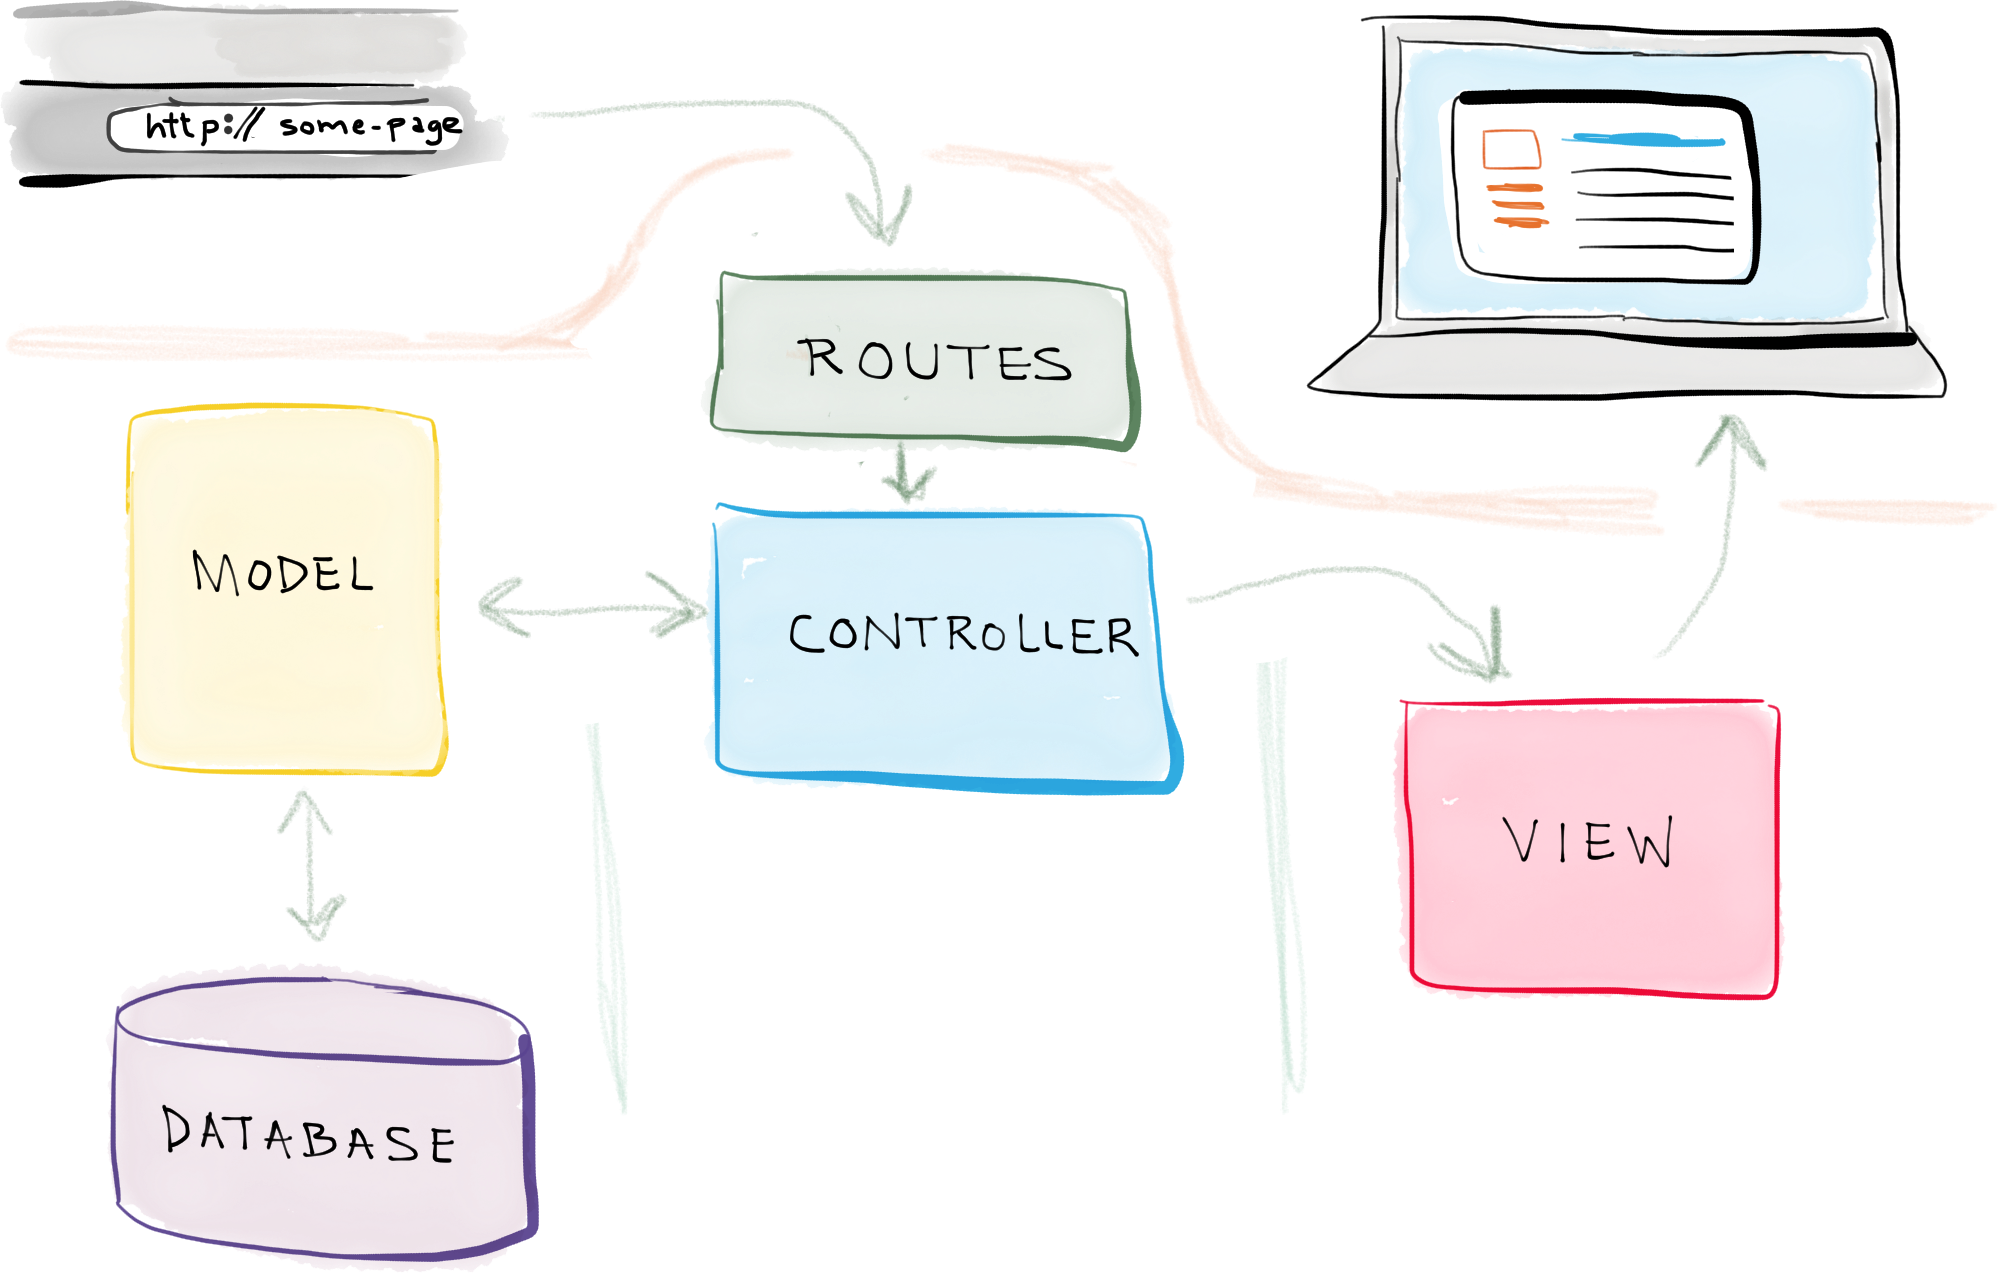 http:// some-page
ROUTES
MODEL
CONTROLLER
VIEW
DATABASE